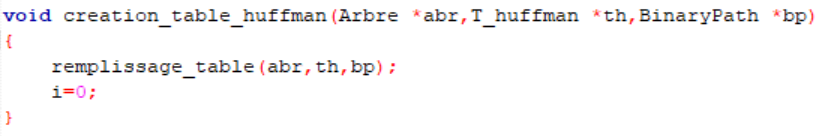 void creation_table_huffman(Arbre *abr,T_huffman *th,BinaryPath *bp)
{
    remplissage_table(abr,th,bp);
    i=0;
}